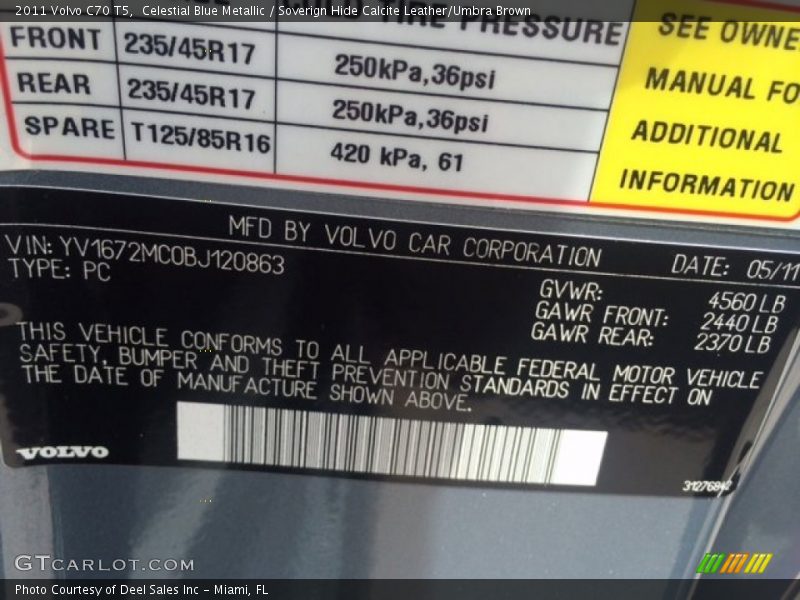 2011 Volvo C70 T5,  Celestial Blue Metallic / Soverign Hide Calcite Leather/Umbra Brown
COLD TIRE PRESSURE
FRONT 235/45R17 250kPa,36psi
REAR 235/45R17 250kPa,36psi
SPARE T125/85R16 420 kPa, 61
SEE OWNE
MANUAL FO
ADDITIONAL
INFORMATION
MFD BY VOLVO CAR CORPORATION
VIN: YV1672MC0BJ120863
DATE: 05/11
TYPE: PC
GVWR: 4560 LB
GAWR FRONT: 2440 LB
GAWR REAR: 2370 LB
THIS VEHICLE CONFORMS TO ALL APPLICABLE FEDERAL MOTOR VEHICLE
SAFETY, BUMPER AND THEFT PREVENTION STANDARDS IN EFFECT ON
THE DATE OF MANUFACTURE SHOWN ABOVE.
VOLVO
31276842
GTCARLOT.COM
Photo Courtesy of Deel Sales Inc – Miami, FL